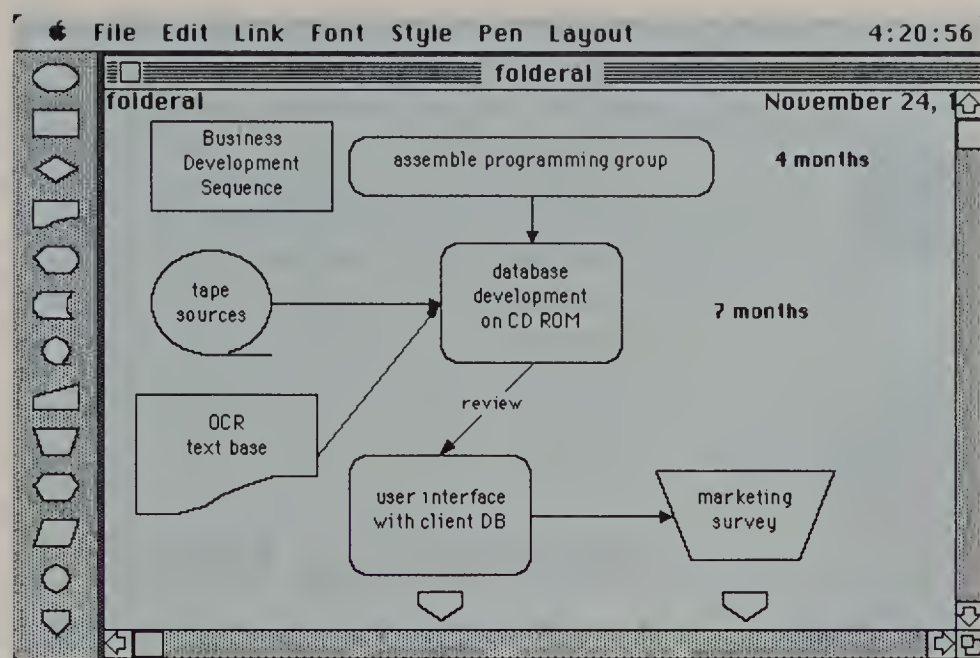 File Edit Link Font Style Pen Layout 4:20:56
folderal
folderal November 24, 1
Business
Development
Sequence
assemble programming group
4 months
tape
sources
database
development
on CD ROM
7 months
review
OCR
text base
user interface
with client DB
marketing
survey